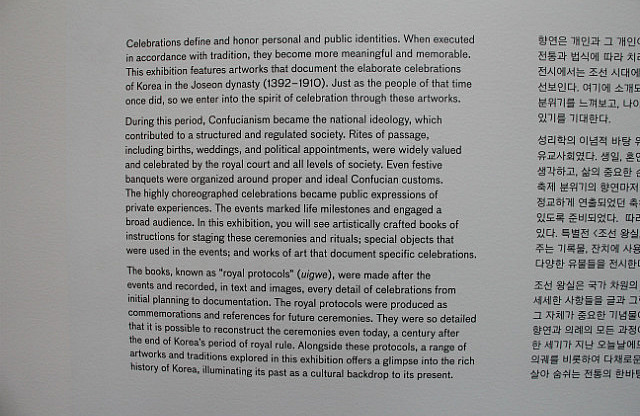 Celebrations define and honor personal and public identities. When executed
in accordance with tradition, they become more meaningful and memorable.
This exhibition features artworks that document the elaborate celebrations
of Korea in the Joseon dynasty (1392–1910). Just as the people of that time
once did, so we enter into the spirit of celebration through these artworks.
During this period, Confucianism became the national ideology, which
contributed to a structured and regulated society. Rites of passage,
including births, weddings, and political appointments, were widely valued
and celebrated by the royal court and all levels of society. Even festive
banquets were organized around proper and ideal Confucian customs.
The highly choreographed celebrations became public expressions of
private experiences. The events marked life milestones and engaged a
broad audience. In this exhibition, you will see artistically crafted books of
instructions for staging these ceremonies and rituals; special objects that
were used in the events; and works of art that document specific celebrations.
The books, known as "royal protocols" (uigwe), were made after the
events and recorded, in text and images, every detail of celebrations from
initial planning to documentation. The royal protocols were produced as
commemorations and references for future ceremonies. They were so detailed
that it is possible to reconstruct the ceremonies even today, a century after
the end of Korea's period of royal rule. Alongside these protocols, a range of
artworks and traditions explored in this exhibition offers a glimpse into the rich
history of Korea, illuminating its past as a cultural backdrop to its present.
향연은 개인과 그 개인이
전통과 법식에 따라 치러
전시에서는 조선 시대에
선보인다. 여기에 소개되
분위기를 느껴보고, 나아
있기를 기대한다.
성리학의 이념적 바탕 위
유교사회였다. 생일, 혼인
생각하고, 삶의 중요한 순
축제 분위기의 향연마저
정교하게 연출되었던 축
있도록 준비되었다. 따라
있다. 특별전 <조선 왕실
주는 기록물, 잔치에 사용
다양한 유물들을 전시한다
조선 왕실은 국가 차원의
세세한 사항들을 글과 그
그 자체가 중요한 기념물이
향연과 의례의 모든 과정이
한 세기가 지난 오늘날에도
의궤를 비롯하여 다채로운
살아 숨쉬는 전통의 한바탕